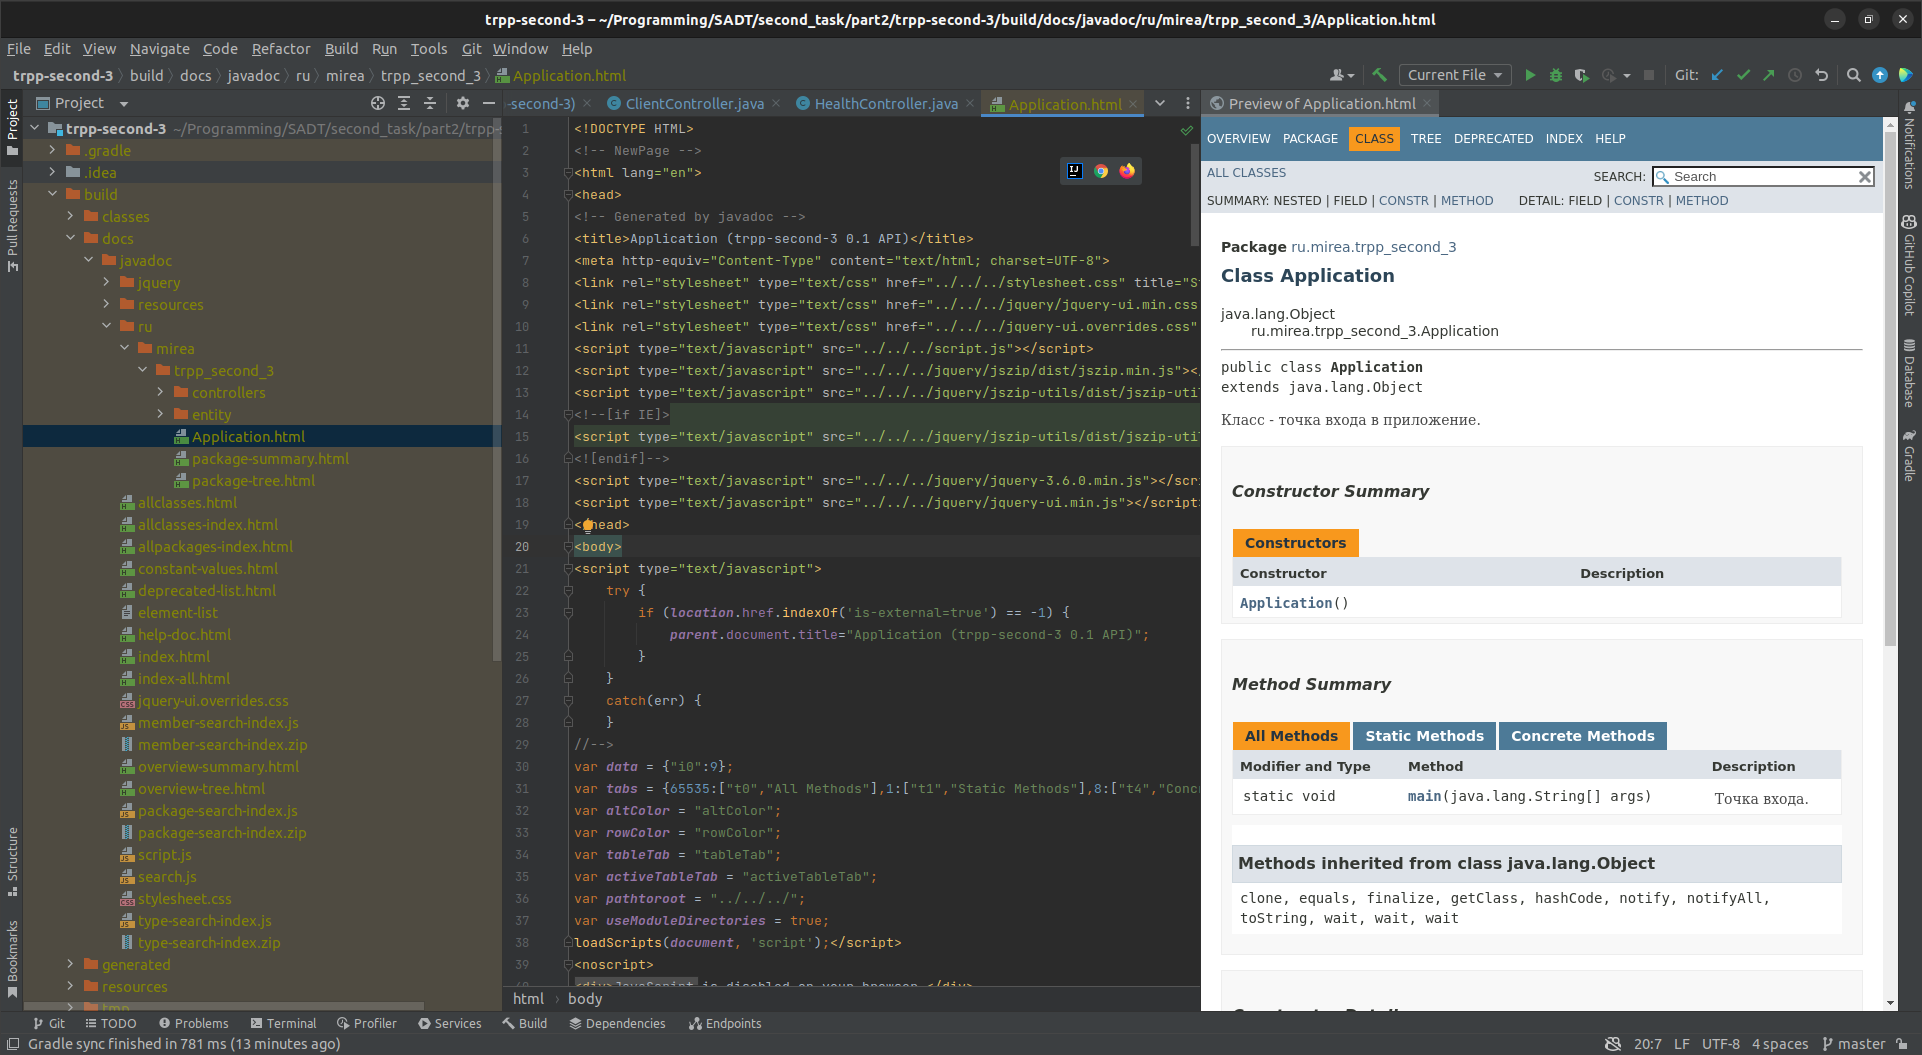 trpp-second-3 – ~/Programming/SADT/second_task/part2/trpp-second-3/build/docs/javadoc/ru/mirea/trpp_second_3/Application.html
File Edit View Navigate Code Refactor Build Run Tools Git Window Help
trpp-second-3 build docs javadoc ru mirea trpp_second_3 Application.html
Current File Git:
Project
-second-3) ClientController.java HealthController.java Application.html
Preview of Application.html
Project
Pull Requests
Structure
Bookmarks
trpp-second-3 ~/Programming/SADT/second_task/part2/trpp-s
.gradle
.idea
build
classes
docs
javadoc
jquery
resources
ru
mirea
trpp_second_3
controllers
entity
Application.html
package-summary.html
package-tree.html
allclasses.html
allclasses-index.html
allpackages-index.html
constant-values.html
deprecated-list.html
element-list
help-doc.html
index.html
index-all.html
jquery-ui.overrides.css
member-search-index.js
member-search-index.zip
overview-summary.html
overview-tree.html
package-search-index.js
package-search-index.zip
script.js
search.js
stylesheet.css
type-search-index.js
type-search-index.zip
generated
resources
tmp
1 <!DOCTYPE HTML>
2 <!-- NewPage -->
3 <html lang="en">
4 <head>
5 <!-- Generated by javadoc -->
6 <title>Application (trpp-second-3 0.1 API)</title>
7 <meta http-equiv="Content-Type" content="text/html; charset=UTF-8">
8 <link rel="stylesheet" type="text/css" href="../../../stylesheet.css" title="St
9 <link rel="stylesheet" type="text/css" href="../../../jquery/jquery-ui.min.css
10 <link rel="stylesheet" type="text/css" href="../../../jquery-ui.overrides.css"
11 <script type="text/javascript" src="../../../script.js"></script>
12 <script type="text/javascript" src="../../../jquery/jszip/dist/jszip.min.js"></
13 <script type="text/javascript" src="../../../jquery/jszip-utils/dist/jszip-util
14 <!--[if IE]>
15 <script type="text/javascript" src="../../../jquery/jszip-utils/dist/jszip-util
16 <![endif]-->
17 <script type="text/javascript" src="../../../jquery/jquery-3.6.0.min.js"></scri
18 <script type="text/javascript" src="../../../jquery/jquery-ui.min.js"></script>
19 <head>
20 <body>
21 <script type="text/javascript">
22 try {
23 if (location.href.indexOf('is-external=true') == -1) {
24 parent.document.title="Application (trpp-second-3 0.1 API)";
25 }
26 }
27 catch(err) {
28 }
29 //-->
30 var data = {"i0":9};
31 var tabs = {65535:["t0","All Methods"],1:["t1","Static Methods"],8:["t4","Concr
32 var altColor = "altColor";
33 var rowColor = "rowColor";
34 var tableTab = "tableTab";
35 var activeTableTab = "activeTableTab";
36 var pathtoroot = "../../../";
37 var useModuleDirectories = true;
38 loadScripts(document, 'script');</script>
39 <noscript>
40 <div>JavaScript is disabled on your browser.</div>
html body
OVERVIEW PACKAGE CLASS TREE DEPRECATED INDEX HELP
ALL CLASSES
SEARCH: Search
SUMMARY: NESTED | FIELD | CONSTR | METHOD DETAIL: FIELD | CONSTR | METHOD
Package ru.mirea.trpp_second_3
Class Application
java.lang.Object
ru.mirea.trpp_second_3.Application
public class Application
extends java.lang.Object
Класс - точка входа в приложение.
Constructor Summary
Constructors
Constructor Description
Application()
Method Summary
All Methods Static Methods Concrete Methods
Modifier and Type Method Description
static void main(java.lang.String[] args) Точка входа.
Methods inherited from class java.lang.Object
clone, equals, finalize, getClass, hashCode, notify, notifyAll,
toString, wait, wait, wait
Constructor Detail
Notifications
GitHub Copilot
Database
Gradle
Git TODO Problems Terminal Profiler Services Build Dependencies Endpoints
Gradle sync finished in 781 ms (13 minutes ago) 20:7 LF UTF-8 4 spaces master